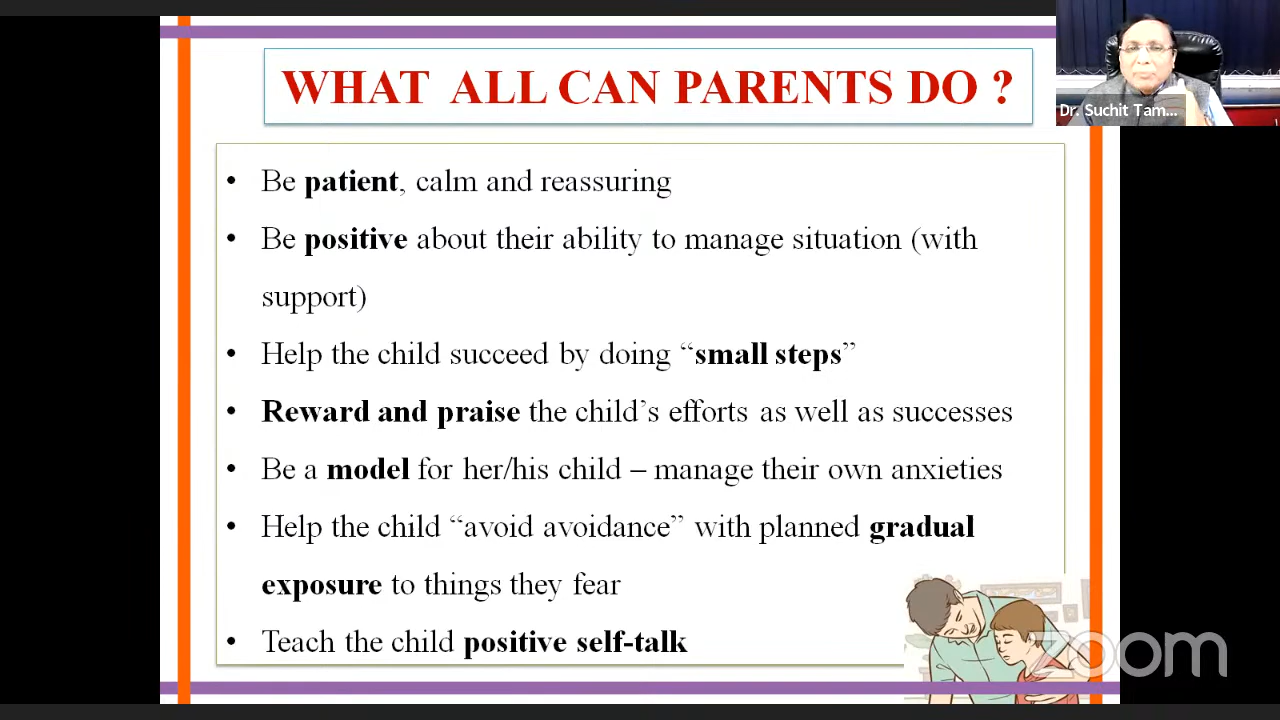 WHAT ALL CAN PARENTS DO ?
Dr. Suchit Tam...
• Be patient, calm and reassuring
• Be positive about their ability to manage situation (with
support)
• Help the child succeed by doing “small steps”
• Reward and praise the child’s efforts as well as successes
• Be a model for her/his child – manage their own anxieties
• Help the child “avoid avoidance” with planned gradual
exposure to things they fear
• Teach the child positive self-talk
zoom